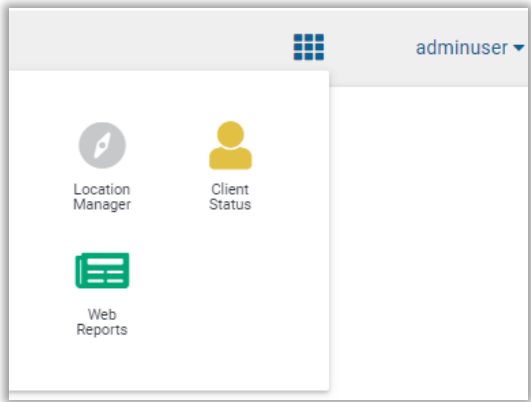 adminuser
Location
Manager
Client
Status
Web
Reports